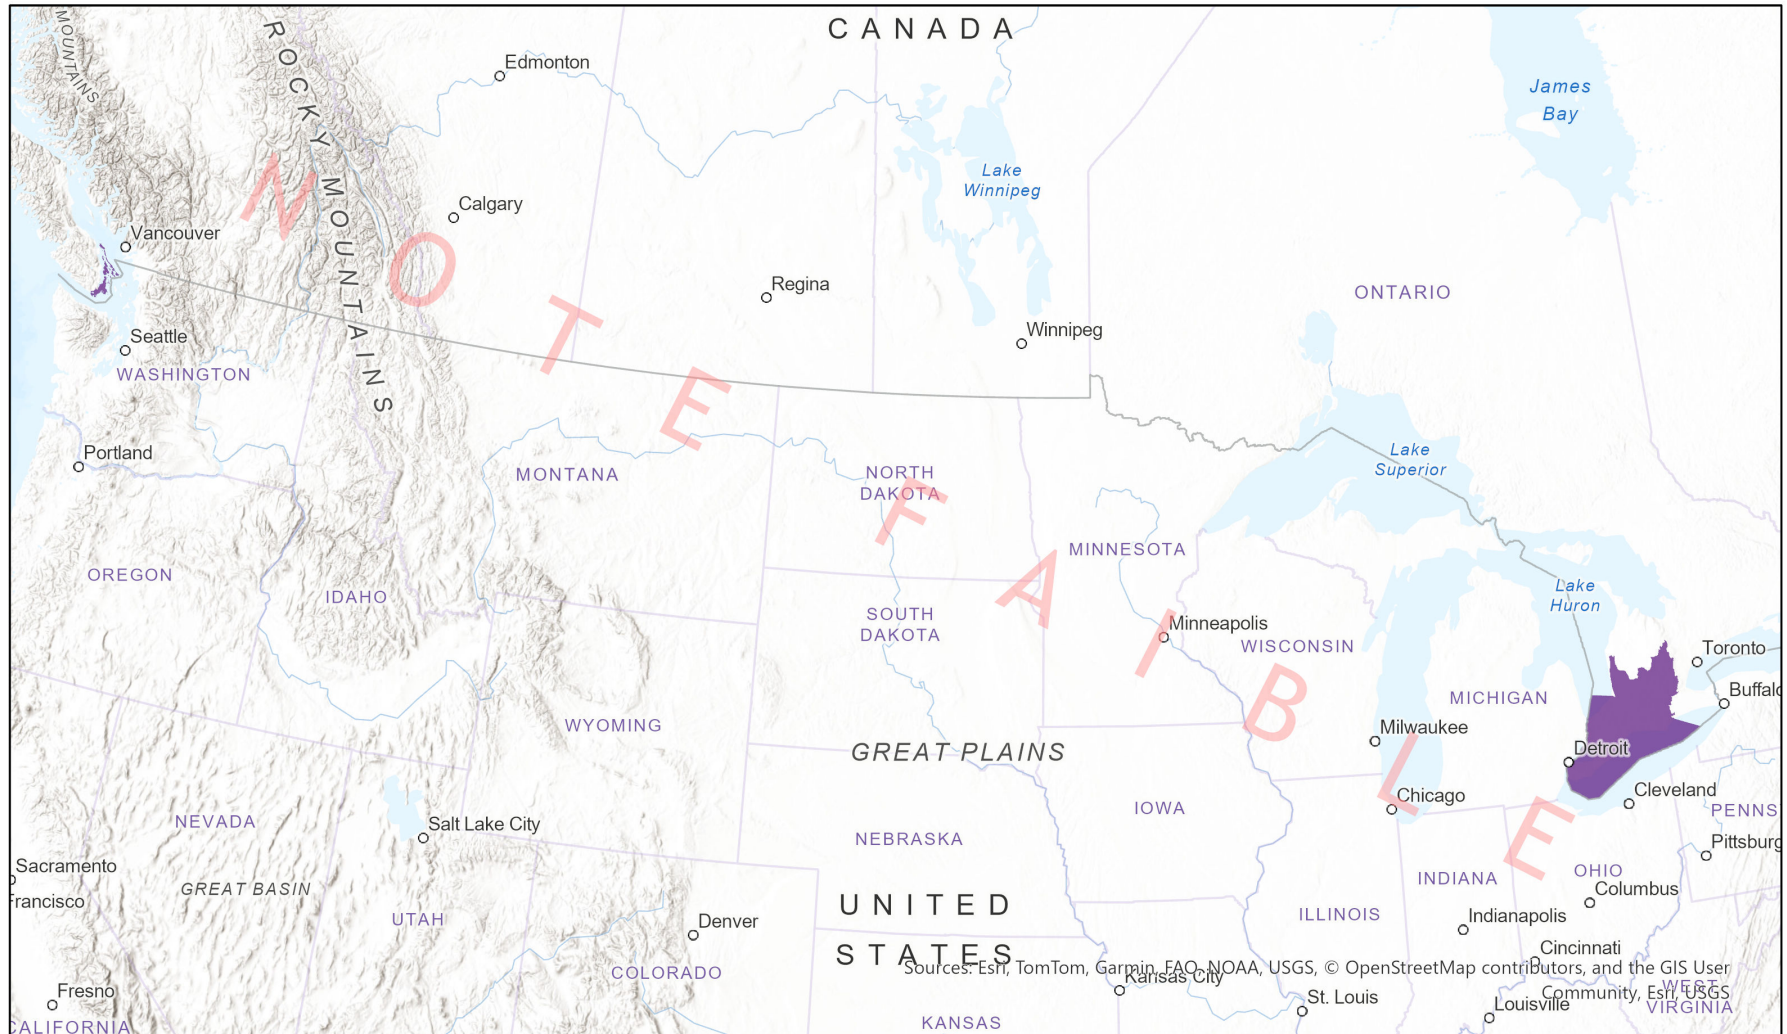 CANADA
MOUNTAINS
ROCKY MOUNTAINS
Edmonton
James
Bay
Lake
Winnipeg
Calgary
Vancouver
Regina
ONTARIO
Winnipeg
Seattle
WASHINGTON
Portland
Lake
Superior
MONTANA
NORTH
DAKOTA
MINNESOTA
OREGON
IDAHO
Lake
Huron
SOUTH
DAKOTA
Minneapolis
WISCONSIN
Toronto
MICHIGAN
Buffalo
WYOMING
Milwaukee
GREAT PLAINS
Detroit
Chicago
Cleveland
IOWA
PENNS
NEVADA
Salt Lake City
NEBRASKA
Pittsburg
Sacramento
Francisco
GREAT BASIN
UTAH
OHIO
INDIANA
Columbus
UNITED
STATES
ILLINOIS
Indianapolis
Denver
COLORADO
Cincinnati
Kansas City
St. Louis
Louisville
WEST
VIRGINIA
Fresno
CALIFORNIA
KANSAS
NOTE FAIBLE
Sources: Esri, TomTom, Garmin, FAO, NOAA, USGS, © OpenStreetMap contributors, and the GIS User
Community, Esri, USGS